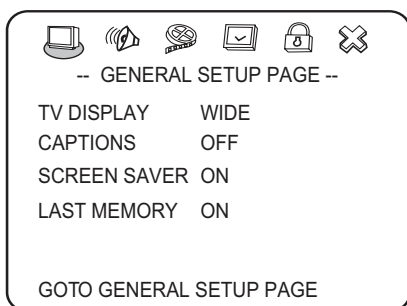 -- GENERAL SETUP PAGE --
TV DISPLAY WIDE
CAPTIONS OFF
SCREEN SAVER ON
LAST MEMORY ON
GOTO GENERAL SETUP PAGE